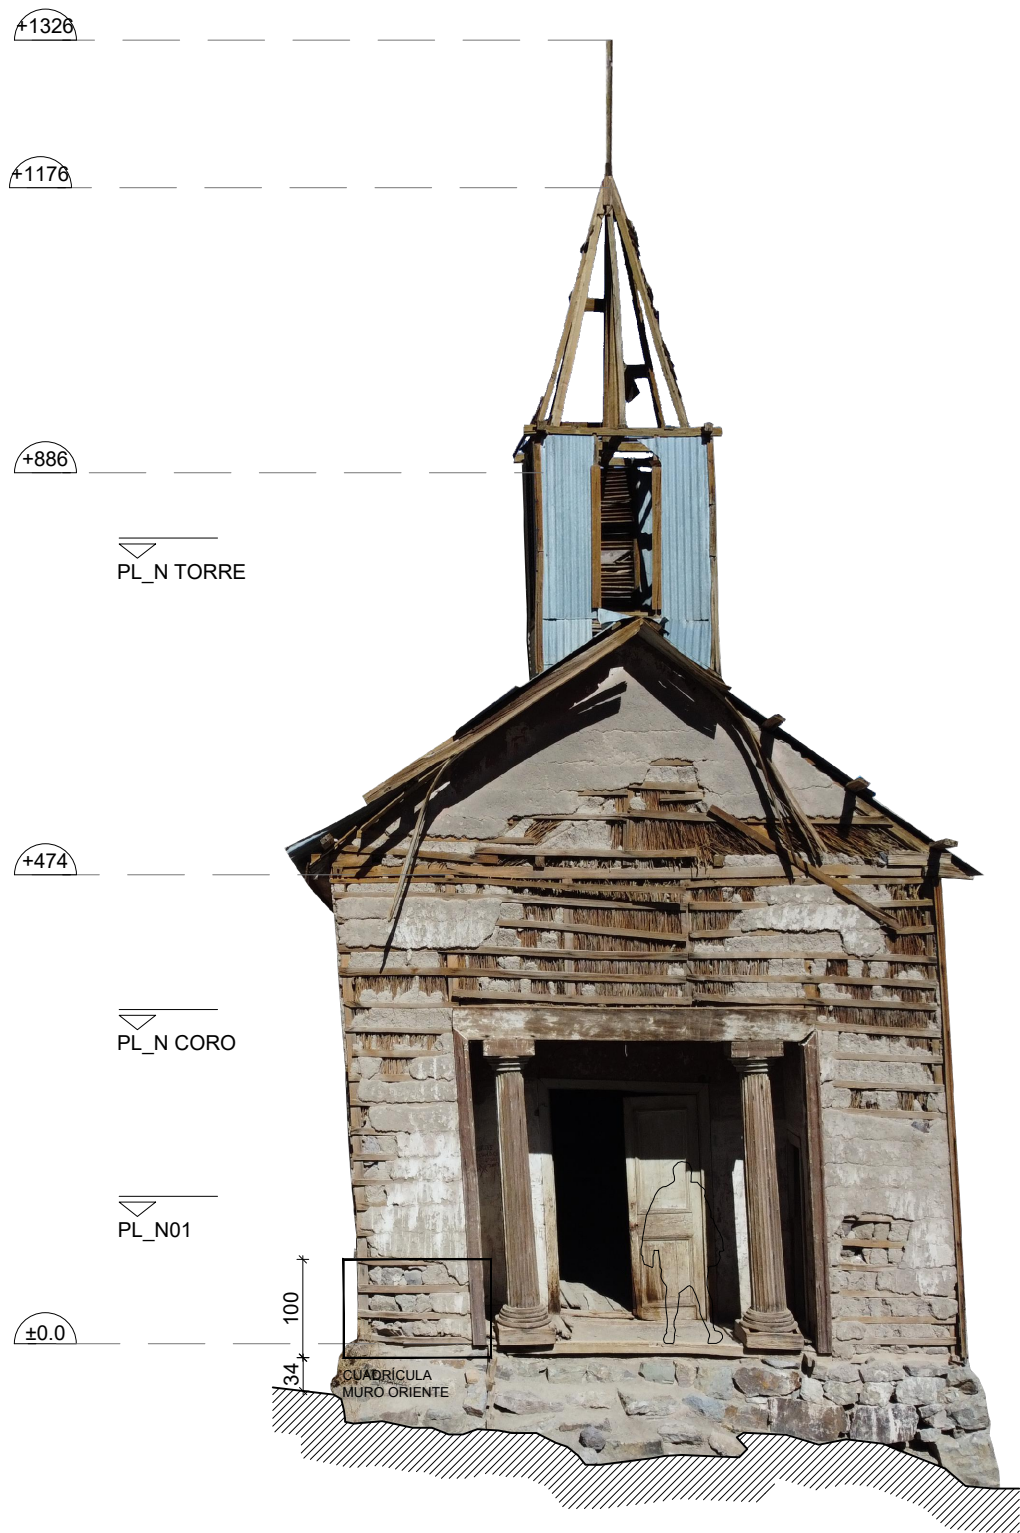 +1326
+1176
+886
PL_N TORRE
+474
PL_N CORO
PL_N01
100
±0.0
34
CUADRÍCULA
MURO ORIENTE